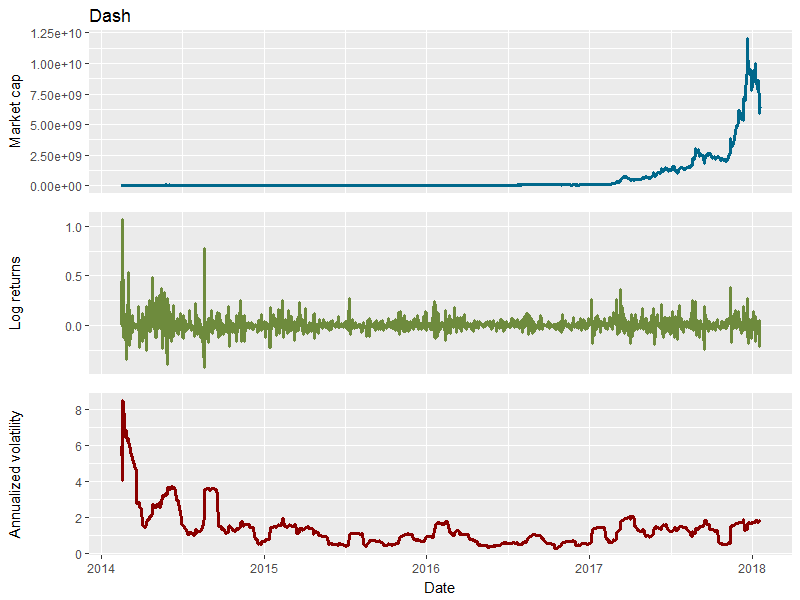 Dash
Market cap
1.25e+10
1.00e+10
7.50e+09
5.00e+09
2.50e+09
0.00e+00
Log returns
1.0
0.5
0.0
Annualized volatility
8
6
4
2
0
2014 2015 2016 2017 2018
Date